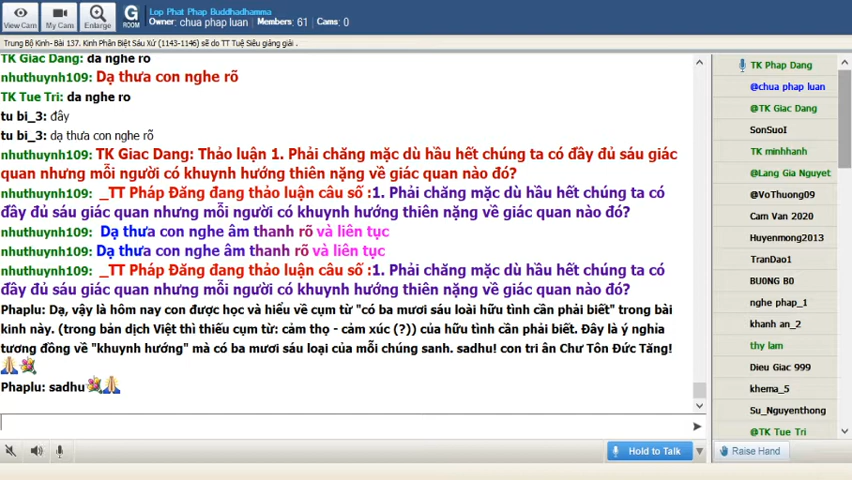 Lop Phat Phap Buddhadhamma
Owner: chua phap luan Members: 61 Cams: 0
View Cam My Cam Enlarge G ROOM
Trung Bộ Kinh- Bài 137. Kinh Phân Biệt Sáu Xứ (1143-1146) sẽ do TT Tuệ Siêu giảng giải .
TK Giac Dang: da nghe ro
nhuthuynh109: Dạ thưa con nghe rõ
TK Tue Tri: da nghe ro
tu bi_3: đây
tu bi_3: dạ thưa con nghe rõ
nhuthuynh109: TK Giac Dang: Thảo luận 1. Phải chăng mặc dù hầu hết chúng ta có đầy đủ sáu giác
quan nhưng mỗi người có khuynh hướng thiên nặng về giác quan nào đó?
nhuthuynh109: _TT Pháp Đăng đang thảo luận câu số :1. Phải chăng mặc dù hầu hết chúng ta có
đầy đủ sáu giác quan nhưng mỗi người có khuynh hướng thiên nặng về giác quan nào đó?
nhuthuynh109: Dạ thưa con nghe âm thanh rõ và liên tục
nhuthuynh109: Dạ thưa con nghe âm thanh rõ và liên tục
nhuthuynh109: _TT Pháp Đăng đang thảo luận câu số :1. Phải chăng mặc dù hầu hết chúng ta có
đầy đủ sáu giác quan nhưng mỗi người có khuynh hướng thiên nặng về giác quan nào đó?
Phaplu: Dạ, vậy là hôm nay con được học và hiểu về cụm từ "có ba mươi sáu loài hữu tình cần phải biết" trong bài
kinh này. (trong bản dịch Việt thì thiếu cụm từ: cảm thọ - cảm xúc (?)) của hữu tình cần phải biết. Đây là ý nghĩa
tương đồng về "khuynh hướng" mà có ba mươi sáu loại của mỗi chúng sanh. sadhu! con tri ân Chư Tôn Đức Tăng!
Phaplu: sadhu
TK Phap Dang
@chua phap luan
@TK Giac Dang
SonSuoI
TK minhhanh
@Lang Gia Nguyet
@VoThuong09
Cam Van 2020
Huyenmong2013
TranDao1
BU0NG B0
nghe phap_1
khanh an_2
thy lam
Dieu Giac 999
khema_5
Su_Nguyenthong
@TK Tue Tri
Hold to Talk
Raise Hand